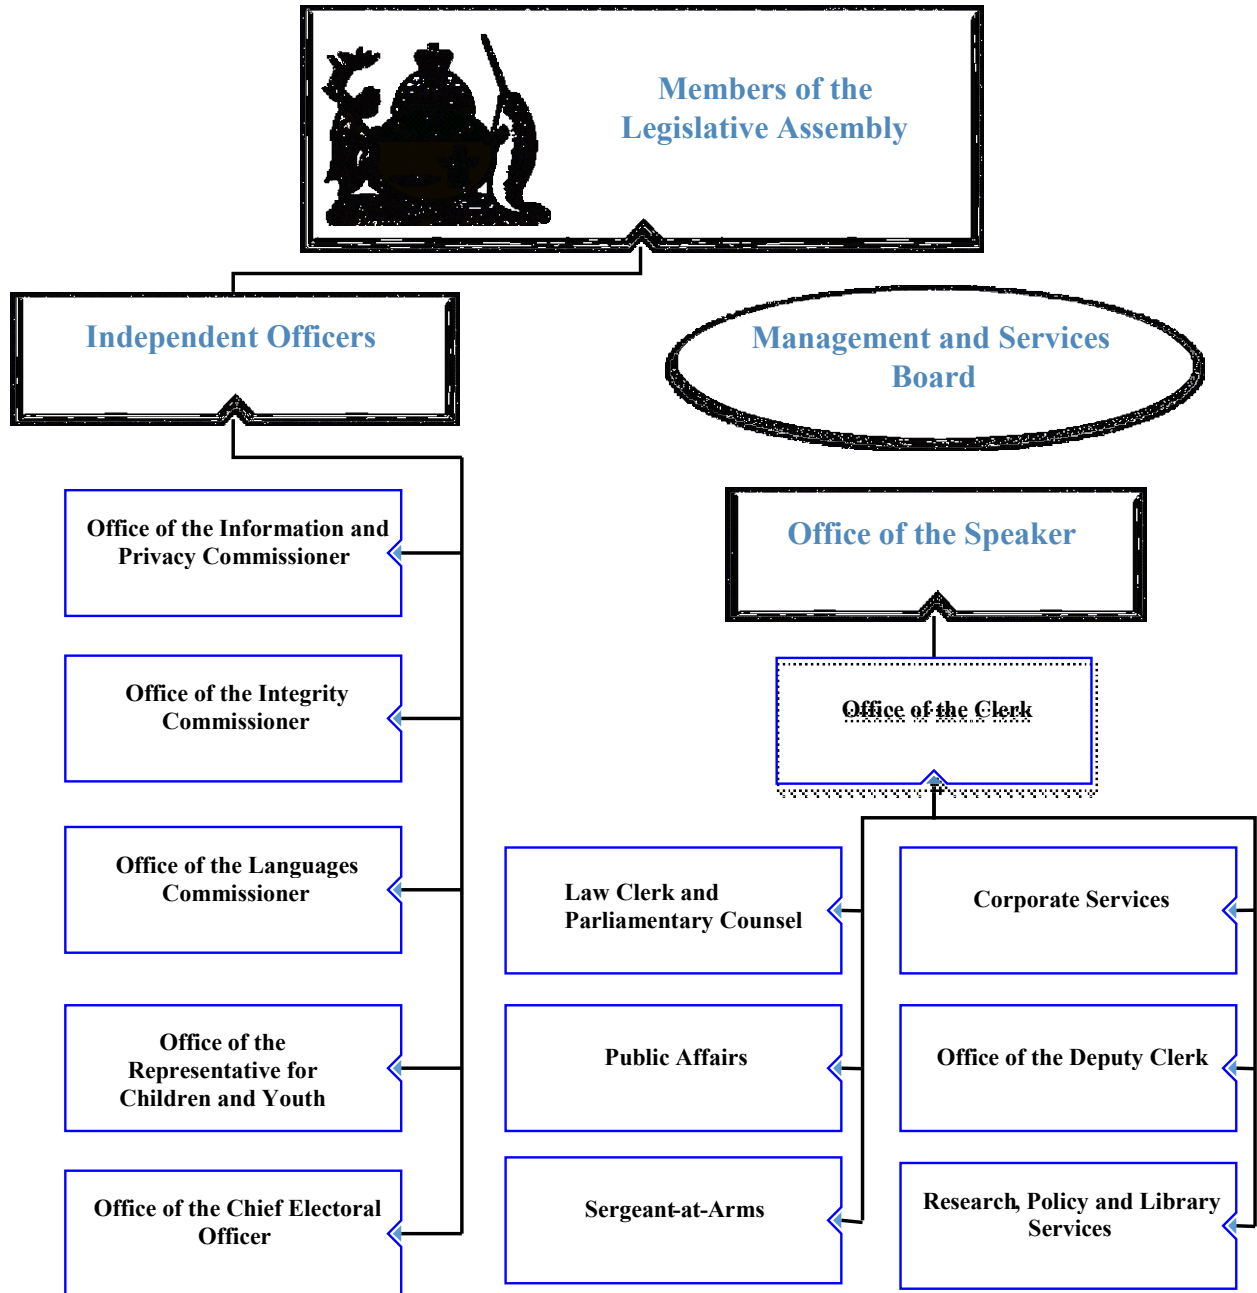 Members of the
Legislative Assembly
Independent Officers
Management and Services
Board
Office of the Information and
Privacy Commissioner
Office of the Integrity
Commissioner
Office of the Languages
Commissioner
Office of the
Representative for
Children and Youth
Office of the Chief Electoral
Officer
Office of the Speaker
Office of the Clerk
Law Clerk and
Parliamentary Counsel
Corporate Services
Public Affairs
Office of the Deputy Clerk
Sergeant-at-Arms
Research, Policy and Library
Services